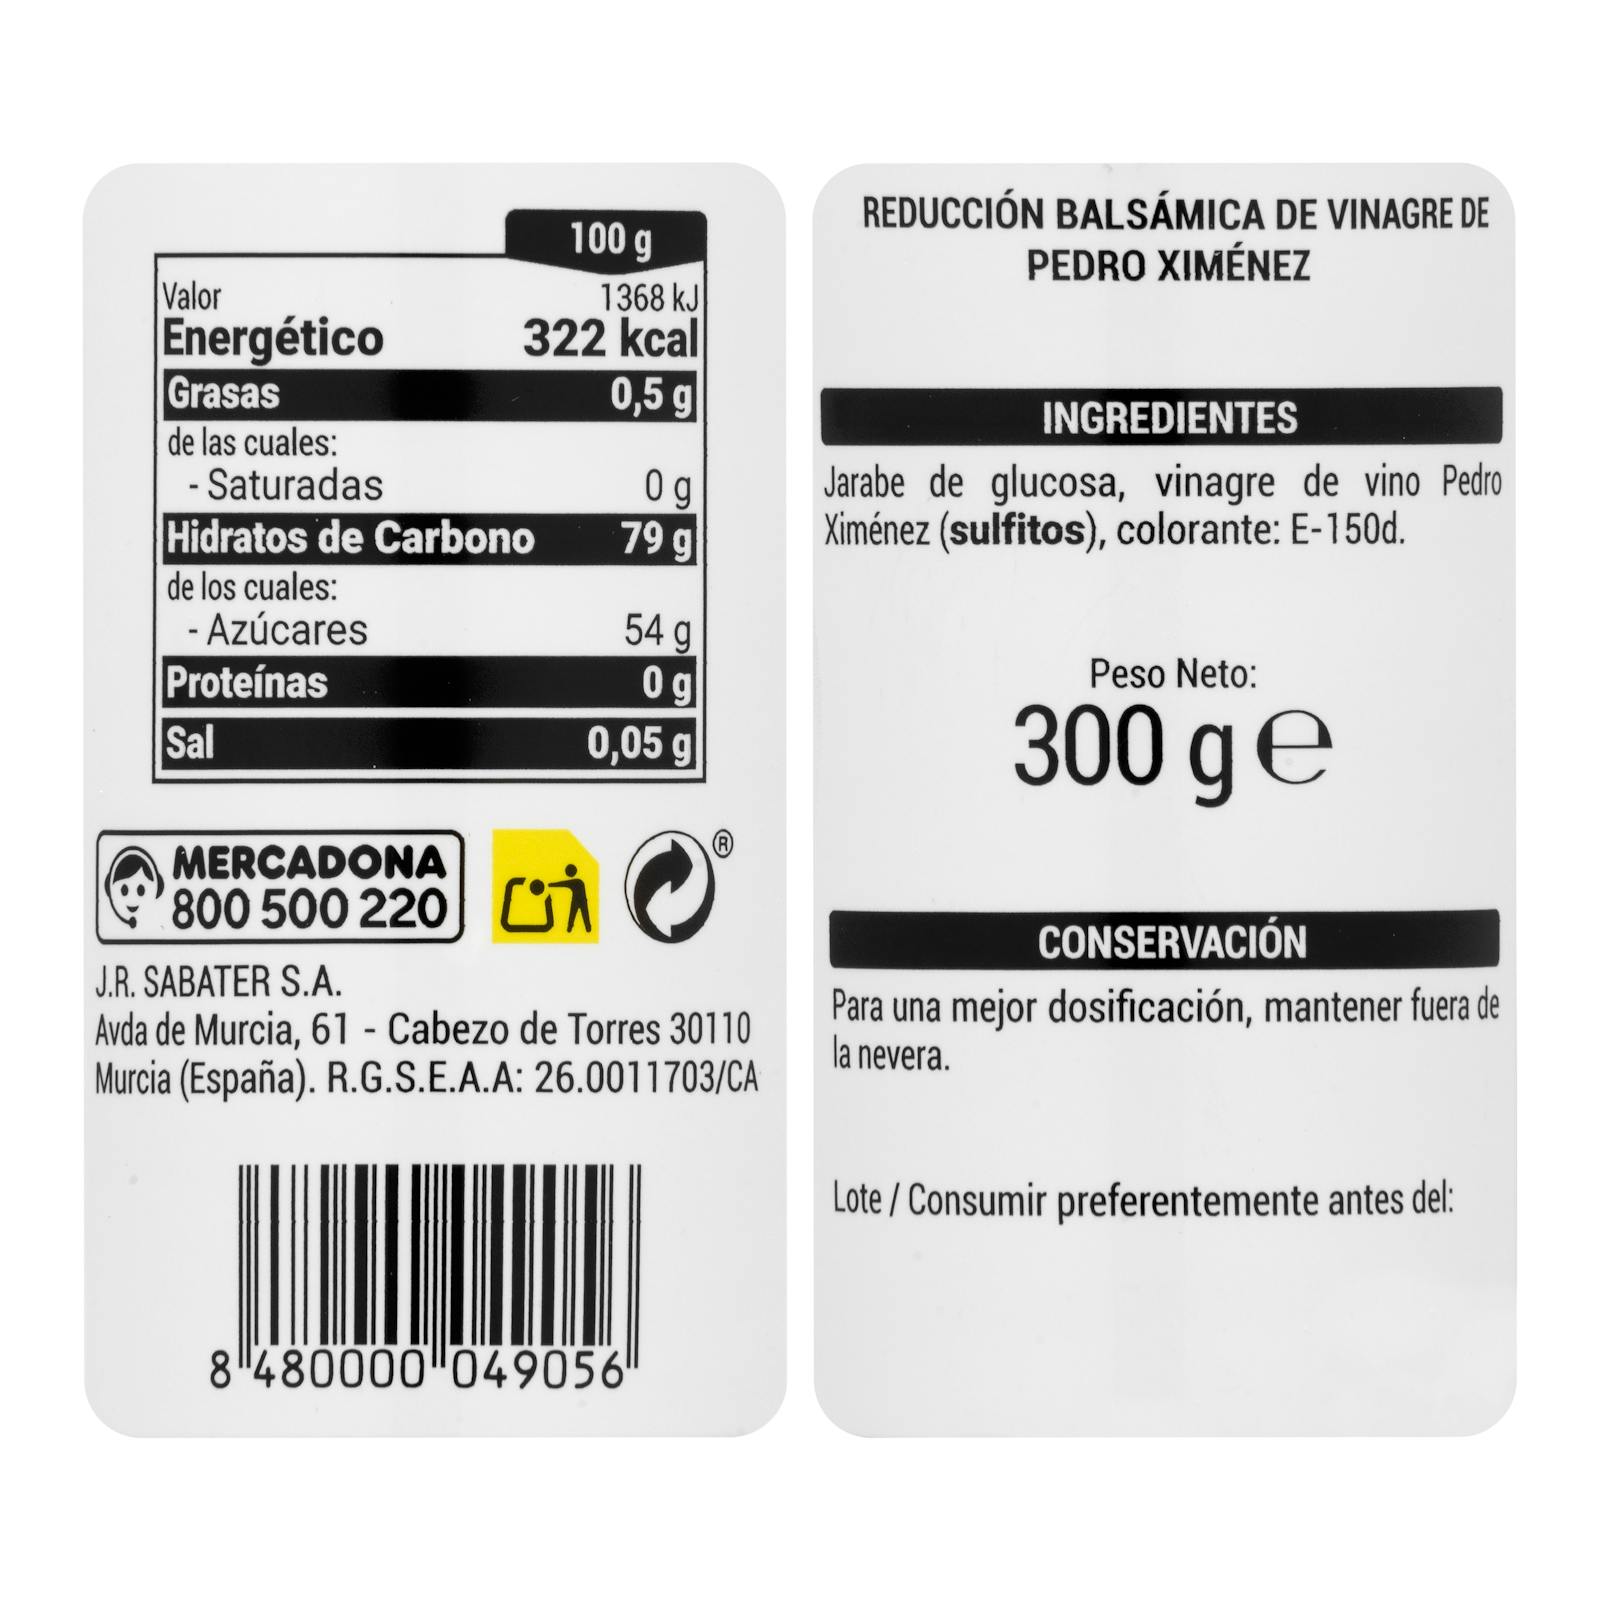 100 g
Valor 1368 kJ
Energético 322 kcal
Grasas 0,5 g
de las cuales:
- Saturadas 0 g
Hidratos de Carbono 79 g
de los cuales:
- Azúcares 54 g
Proteínas 0 g
Sal 0,05 g
MERCADONA
800 500 220
®
J.R. SABATER S.A.
Avda de Murcia, 61 - Cabezo de Torres 30110
Murcia (España). R.G.S.E.A.A: 26.0011703/CA
8 480000 049056
REDUCCIÓN BALSÁMICA DE VINAGRE DE
PEDRO XIMÉNEZ
INGREDIENTES
Jarabe de glucosa, vinagre de vino Pedro
Ximénez (sulfitos), colorante: E-150d.
Peso Neto:
300 g e
CONSERVACIÓN
Para una mejor dosificación, mantener fuera de
la nevera.
Lote / Consumir preferentemente antes del: